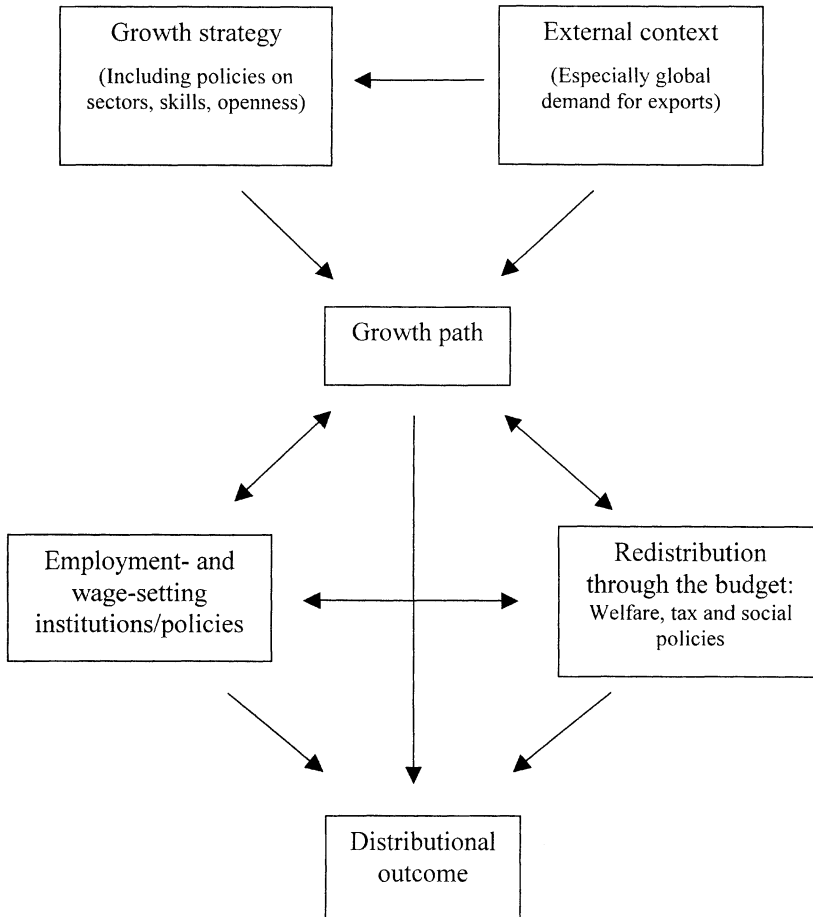 Growth strategy
(Including policies on
sectors, skills, openness)
External context
(Especially global
demand for exports)
Growth path
Employment- and
wage-setting
institutions/policies
Redistribution
through the budget:
Welfare, tax and social
policies
Distributional
outcome